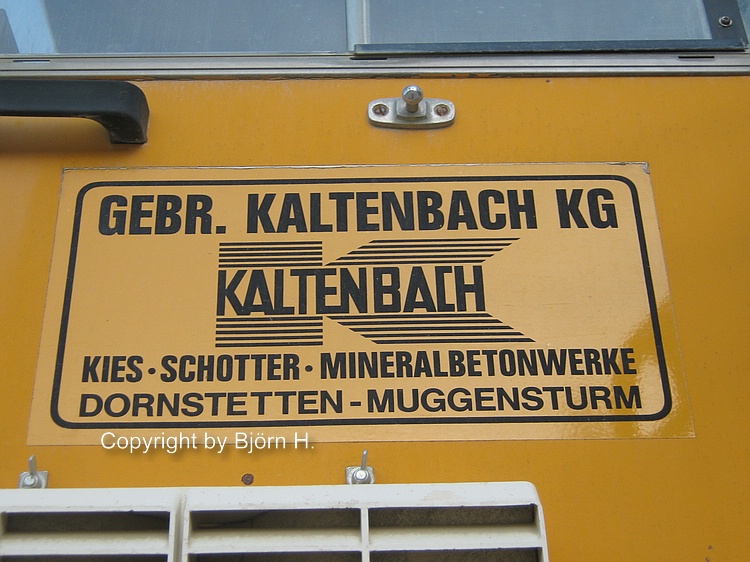 GEBR. KALTENBACH KG
KALTENBACH
KIES · SCHOTTER · MINERALBETONWERKE
DORNSTETTEN - MUGGENSTURM
Copyright by Björn H.